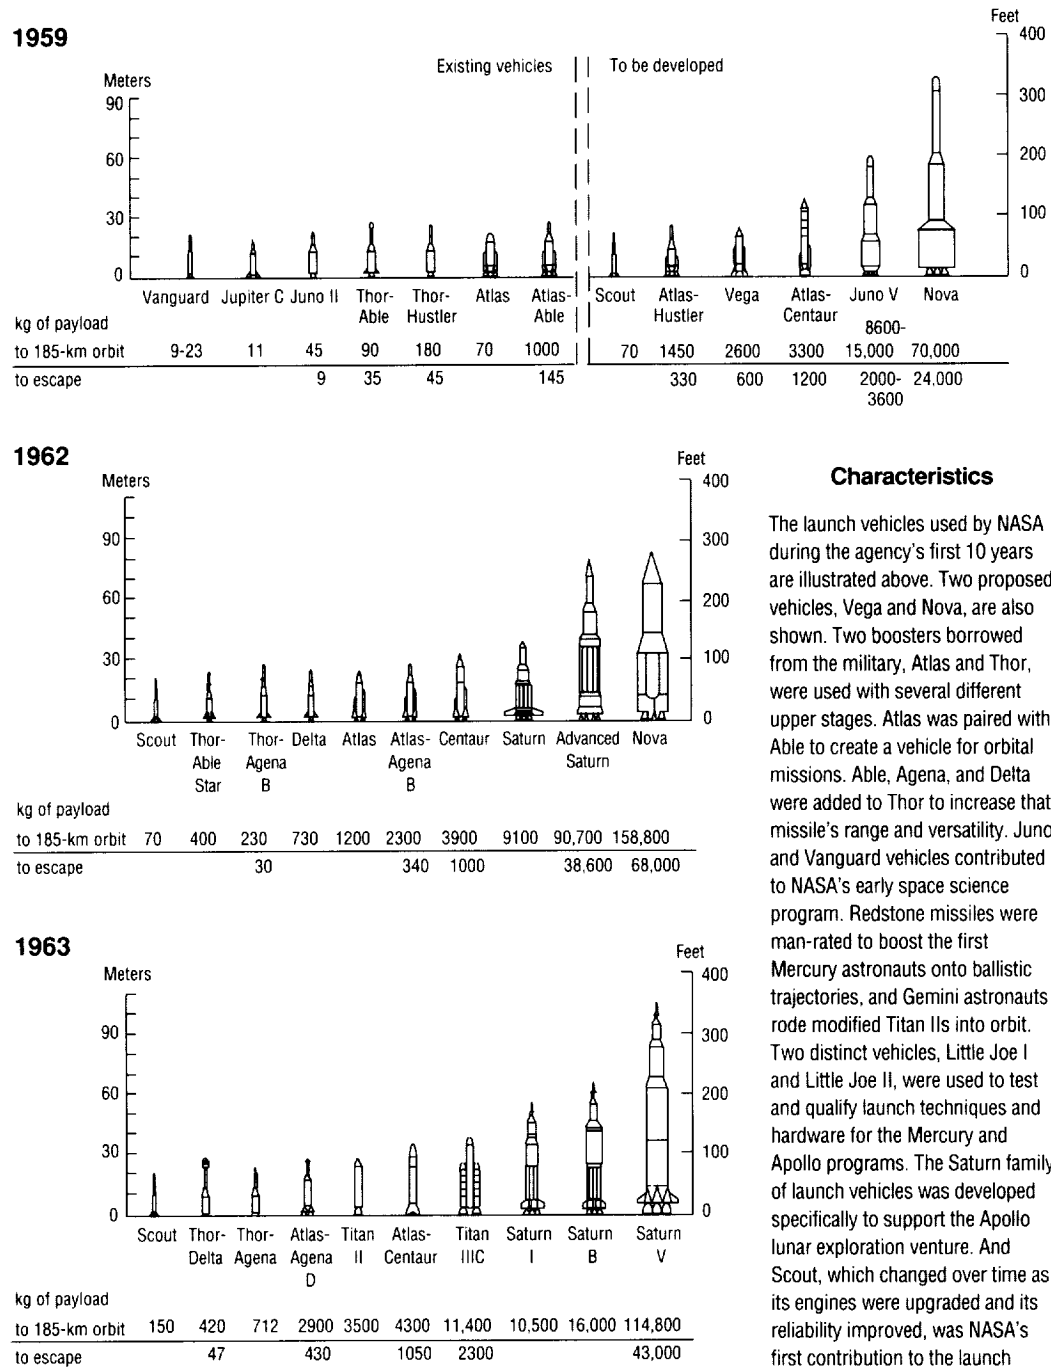 1959
Feet
400
Existing vehicles To be developed
Meters
90
300
60
200
30
100
0
0
Vanguard Jupiter C Juno II Thor- Thor- Atlas Atlas- Scout Atlas- Vega Atlas- Juno V Nova
Able Hustler Able Hustler Centaur
kg of payload 8600-
to 185-km orbit 9-23 11 45 90 180 70 1000 70 1450 2600 3300 15,000 70,000
to escape 9 35 45 145 330 600 1200 2000- 24,000
3600
1962
Feet
Meters
400
90
300
60
200
30
100
0
0
Scout Thor- Thor- Delta Atlas Atlas- Centaur Saturn Advanced Nova
Able Agena Agena Saturn
Star B B
kg of payload
to 185-km orbit 70 400 230 730 1200 2300 3900 9100 90,700 158,800
to escape 30 340 1000 38,600 68,000
1963
Feet
Meters
400
90
300
60
200
30
100
0
0
Scout Thor- Thor- Atlas- Titan Atlas- Titan Saturn Saturn Saturn
Delta Agena Agena II Centaur IIIC I B V
D
kg of payload
to 185-km orbit 150 420 712 2900 3500 4300 11,400 10,500 16,000 114,800
to escape 47 430 1050 2300 43,000
Characteristics
The launch vehicles used by NASA
during the agency's first 10 years
are illustrated above. Two proposed
vehicles, Vega and Nova, are also
shown. Two boosters borrowed
from the military, Atlas and Thor,
were used with several different
upper stages. Atlas was paired with
Able to create a vehicle for orbital
missions. Able, Agena, and Delta
were added to Thor to increase that
missile's range and versatility. Juno
and Vanguard vehicles contributed
to NASA's early space science
program. Redstone missiles were
man-rated to boost the first
Mercury astronauts onto ballistic
trajectories, and Gemini astronauts
rode modified Titan IIs into orbit.
Two distinct vehicles, Little Joe I
and Little Joe II, were used to test
and qualify launch techniques and
hardware for the Mercury and
Apollo programs. The Saturn family
of launch vehicles was developed
specifically to support the Apollo
lunar exploration venture. And
Scout, which changed over time as
its engines were upgraded and its
reliability improved, was NASA's
first contribution to the launch